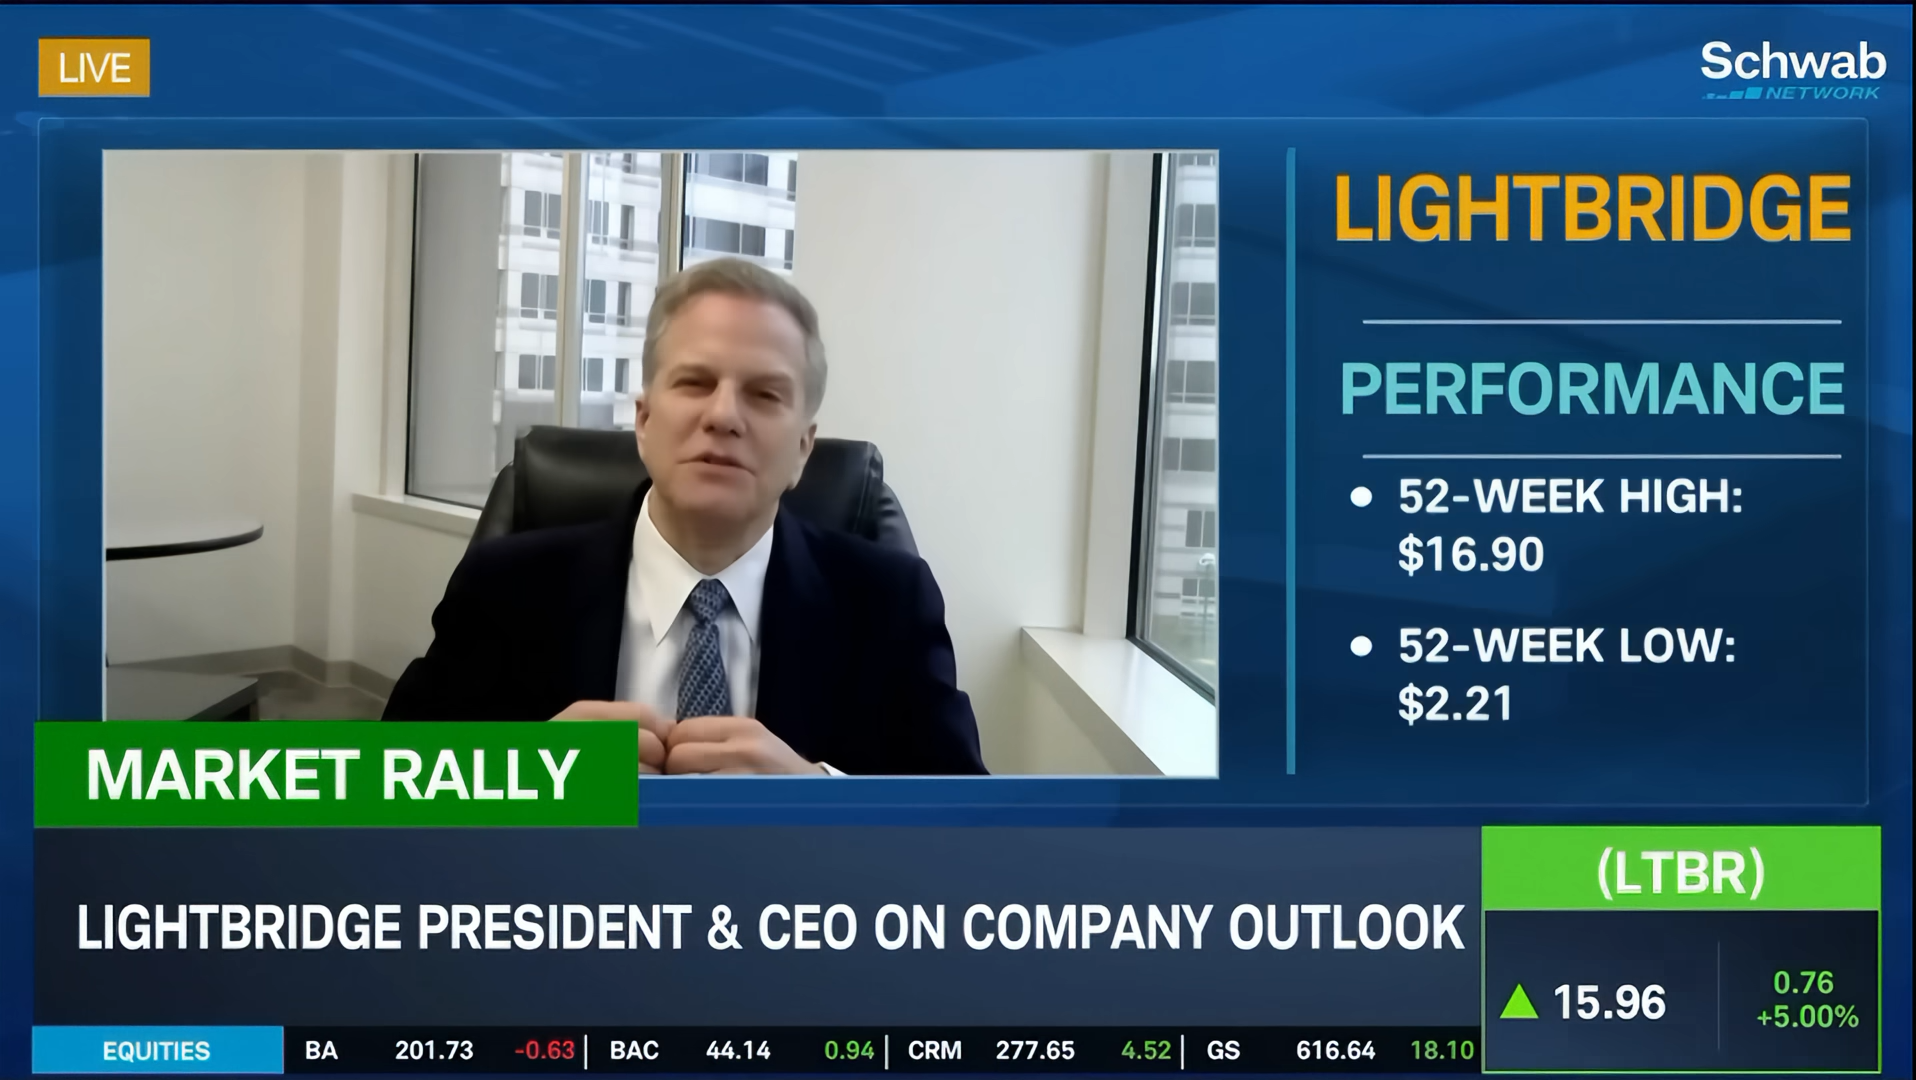 LIVE
Schwab
NETWORK
LIGHTBRIDGE
PERFORMANCE
• 52-WEEK HIGH:
$16.90
• 52-WEEK LOW:
$2.21
MARKET RALLY
LIGHTBRIDGE PRESIDENT & CEO ON COMPANY OUTLOOK
(LTBR)
▲ 15.96
0.76
+5.00%
EQUITIES BA 201.73 -0.63 | BAC 44.14 0.94 | CRM 277.65 4.52 | GS 616.64 18.10